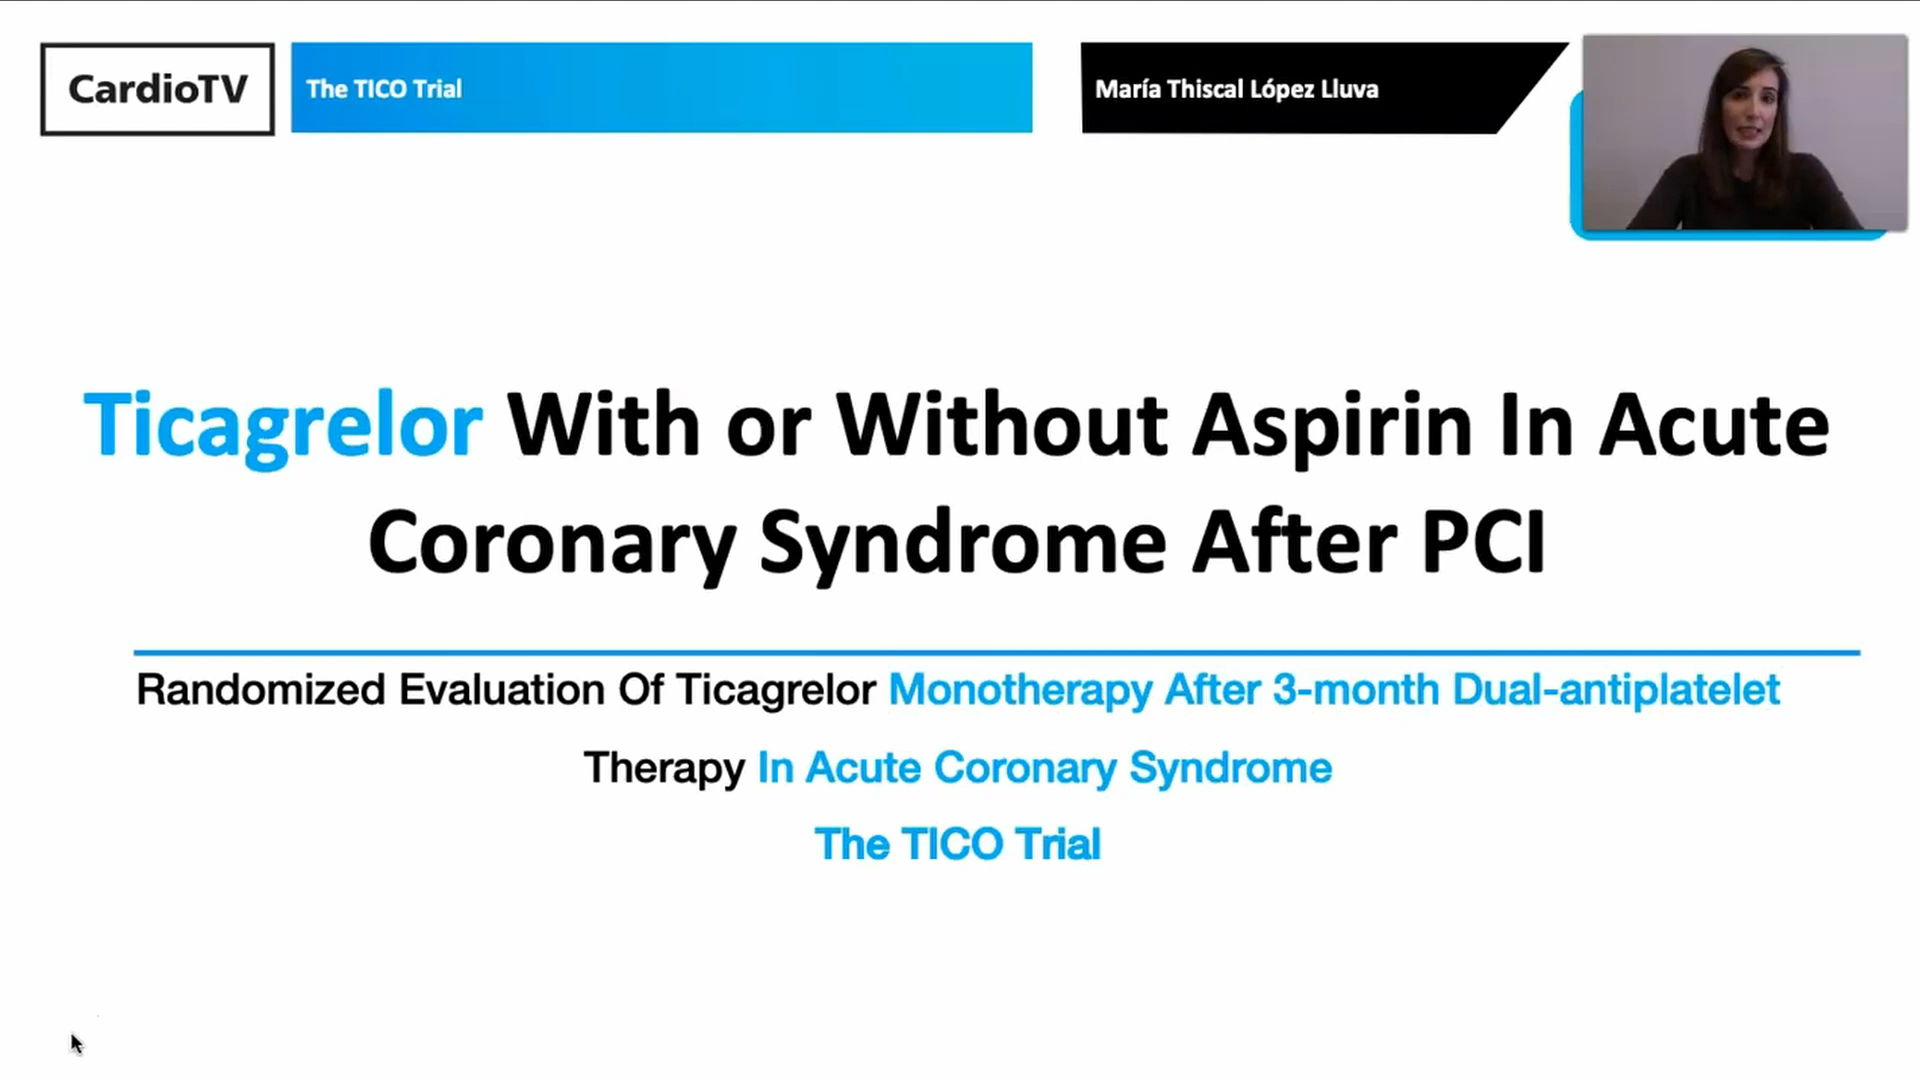 CardioTV
The TICO Trial
María Thiscal López Lluva
Ticagrelor With or Without Aspirin In Acute
Coronary Syndrome After PCI
Randomized Evaluation Of Ticagrelor Monotherapy After 3-month Dual-antiplatelet
Therapy In Acute Coronary Syndrome
The TICO Trial